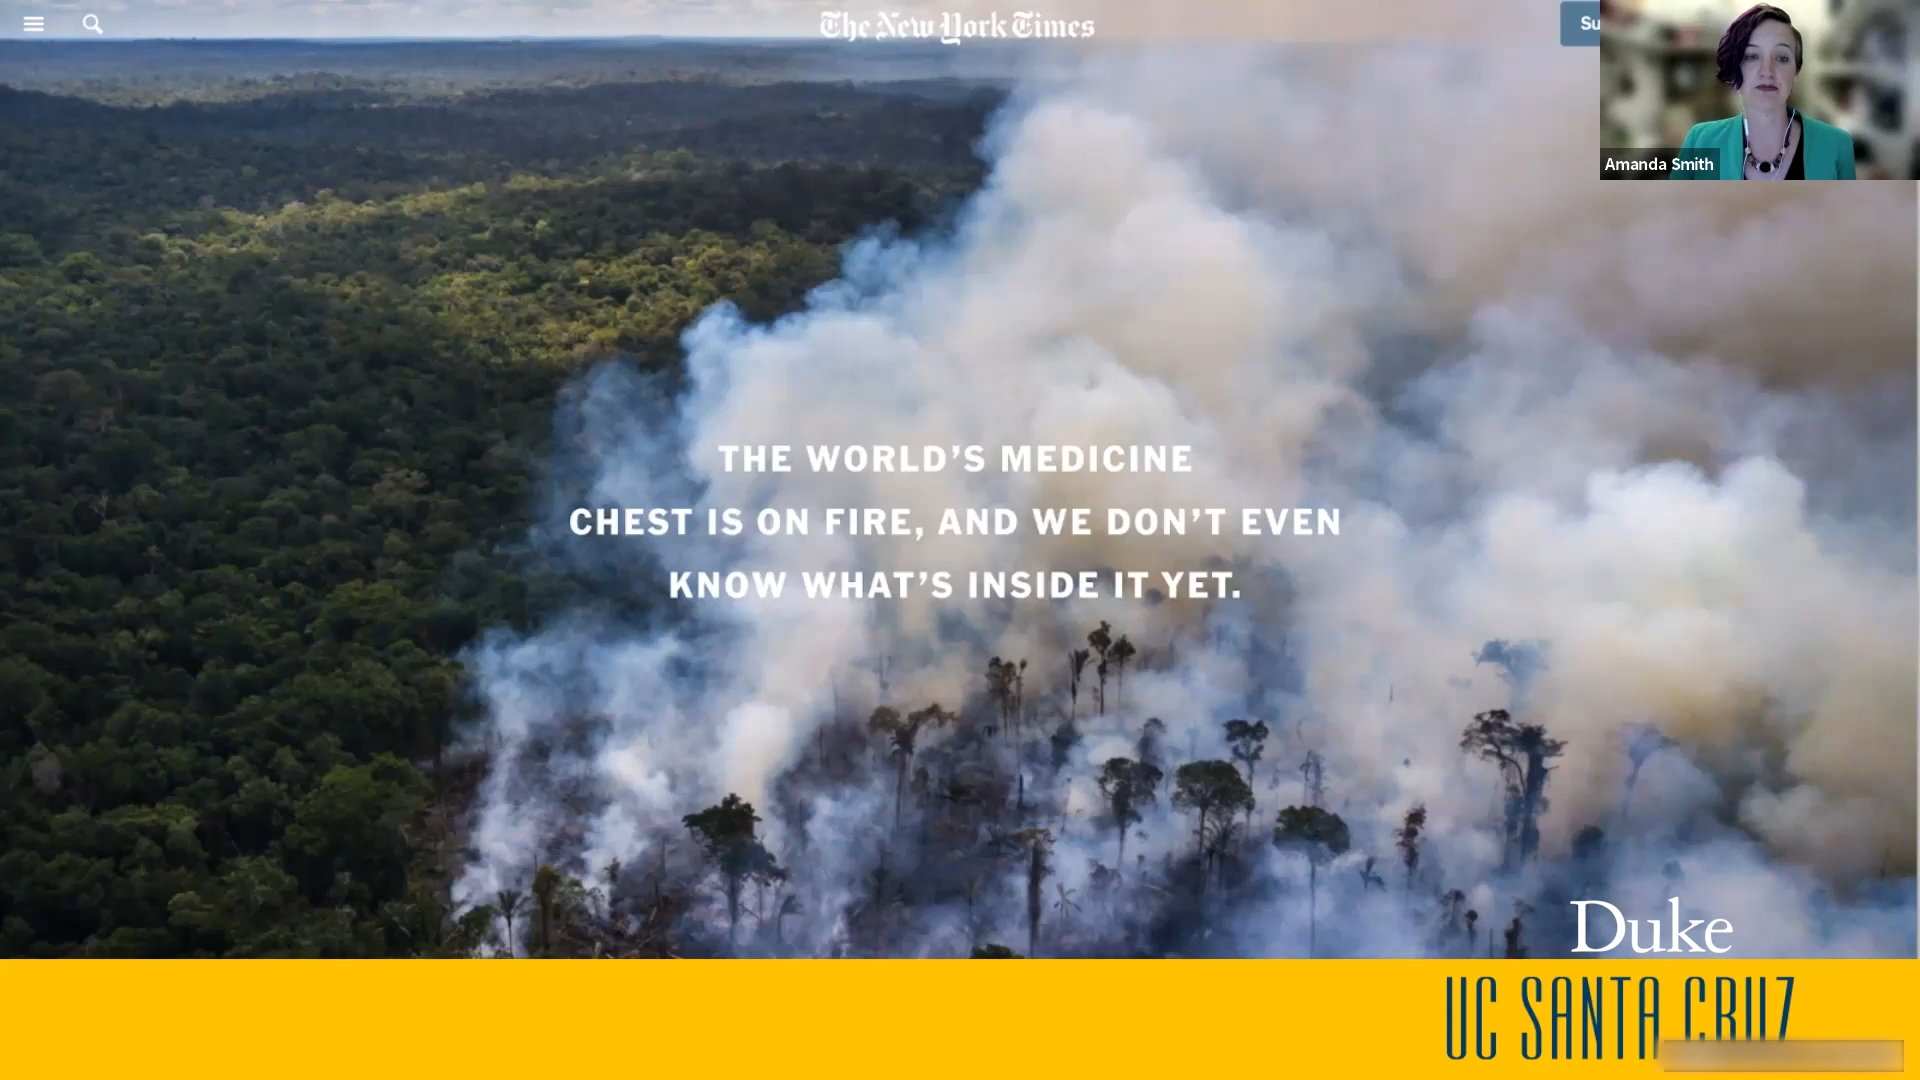 The New York Times
Su
Amanda Smith
THE WORLD'S MEDICINE
CHEST IS ON FIRE, AND WE DON'T EVEN
KNOW WHAT'S INSIDE IT YET.
Duke
UC SANTA CRUZ